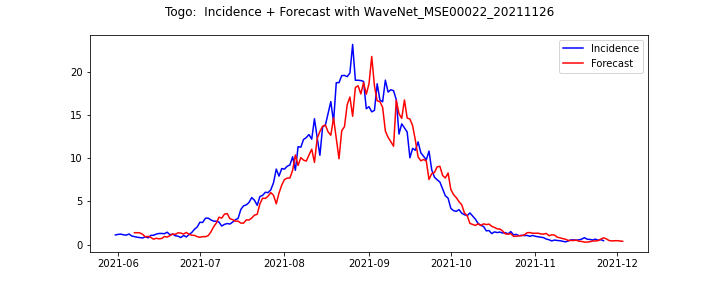 Togo:  Incidence + Forecast with WaveNet_MSE00022_20211126
Incidence
Forecast
20
15
10
5
0
2021-06 2021-07 2021-08 2021-09 2021-10 2021-11 2021-12